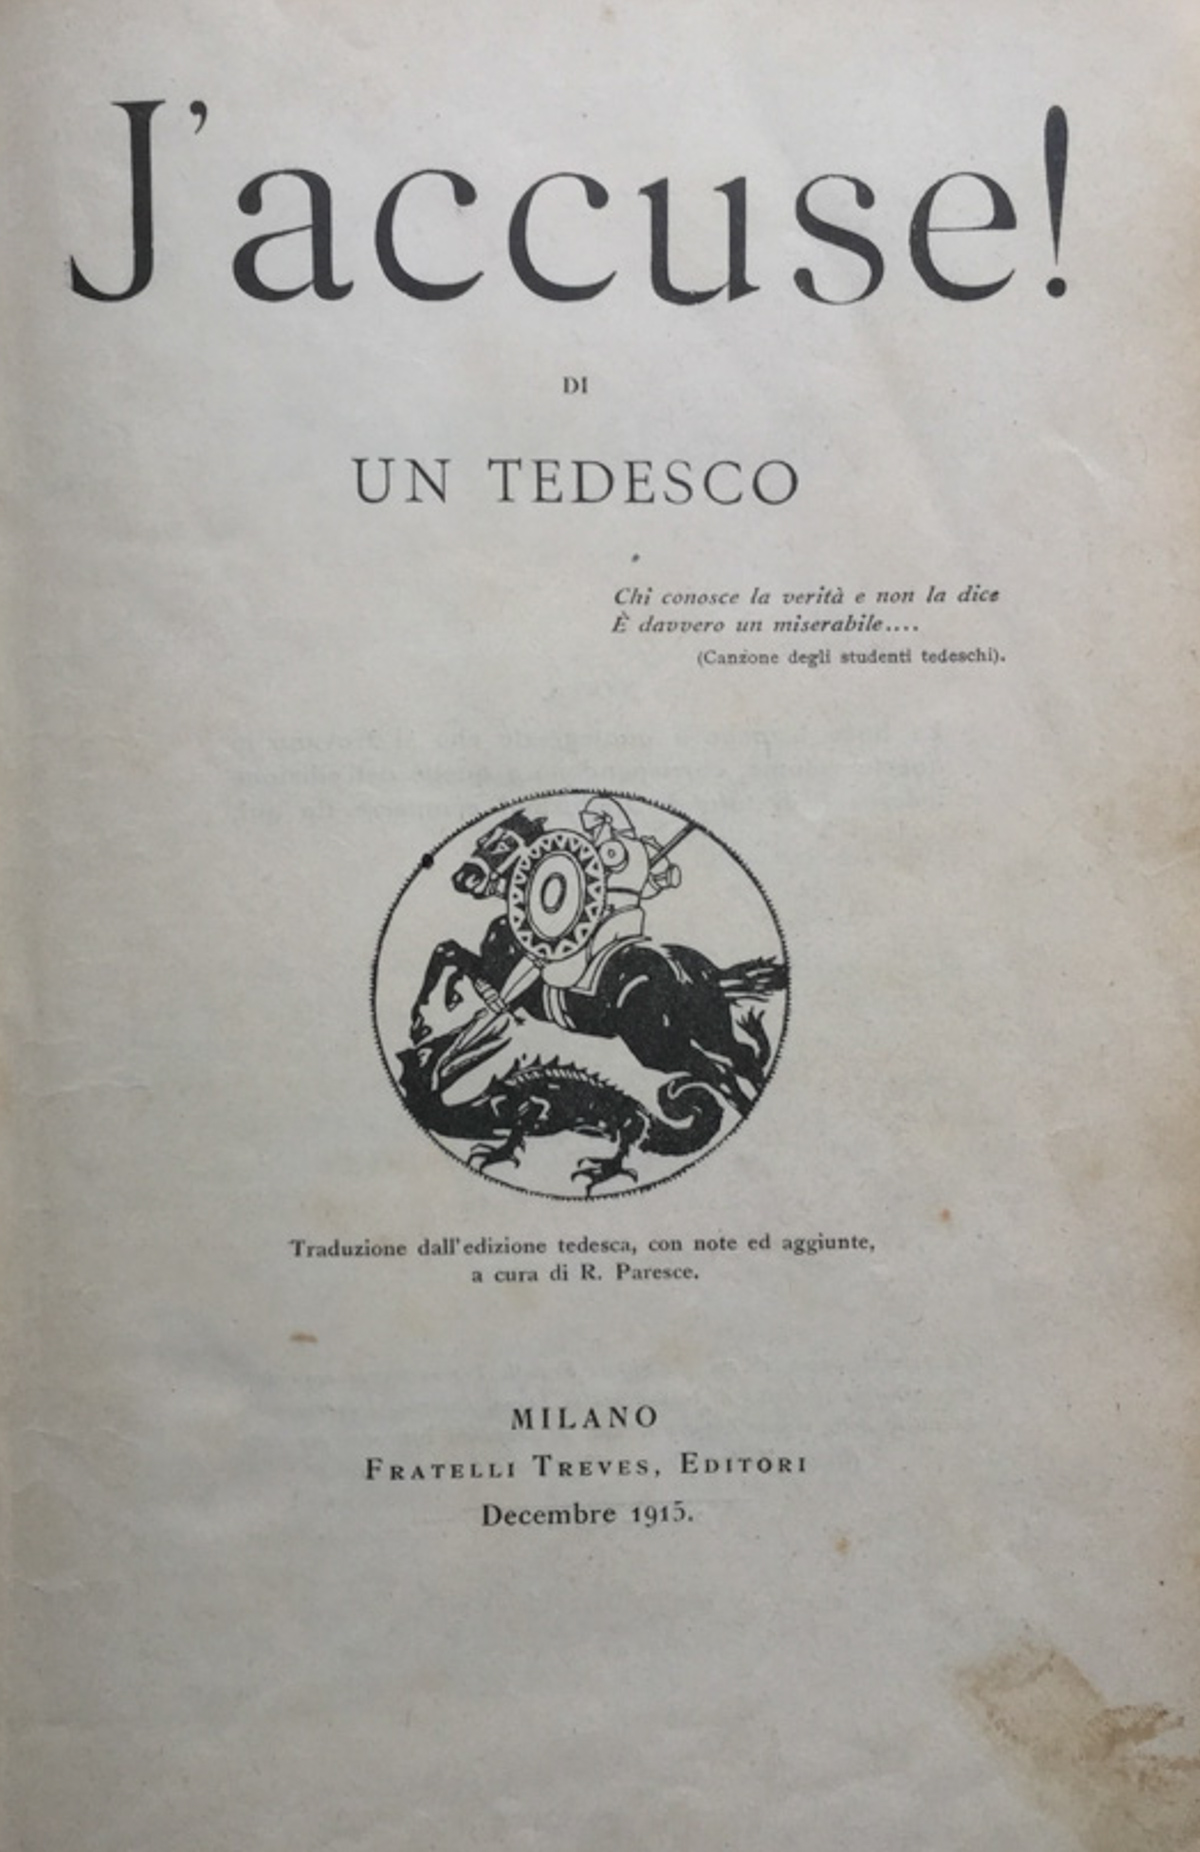 J'accuse!
DI
UN TEDESCO
Chi conosce la verità e non la dice
È davvero un miserabile....
(Canzone degli studenti tedeschi).
Traduzione dall'edizione tedesca, con note ed aggiunte,
a cura di R. Paresce.
MILANO
FRATELLI TREVES, EDITORI
Decembre 1915.